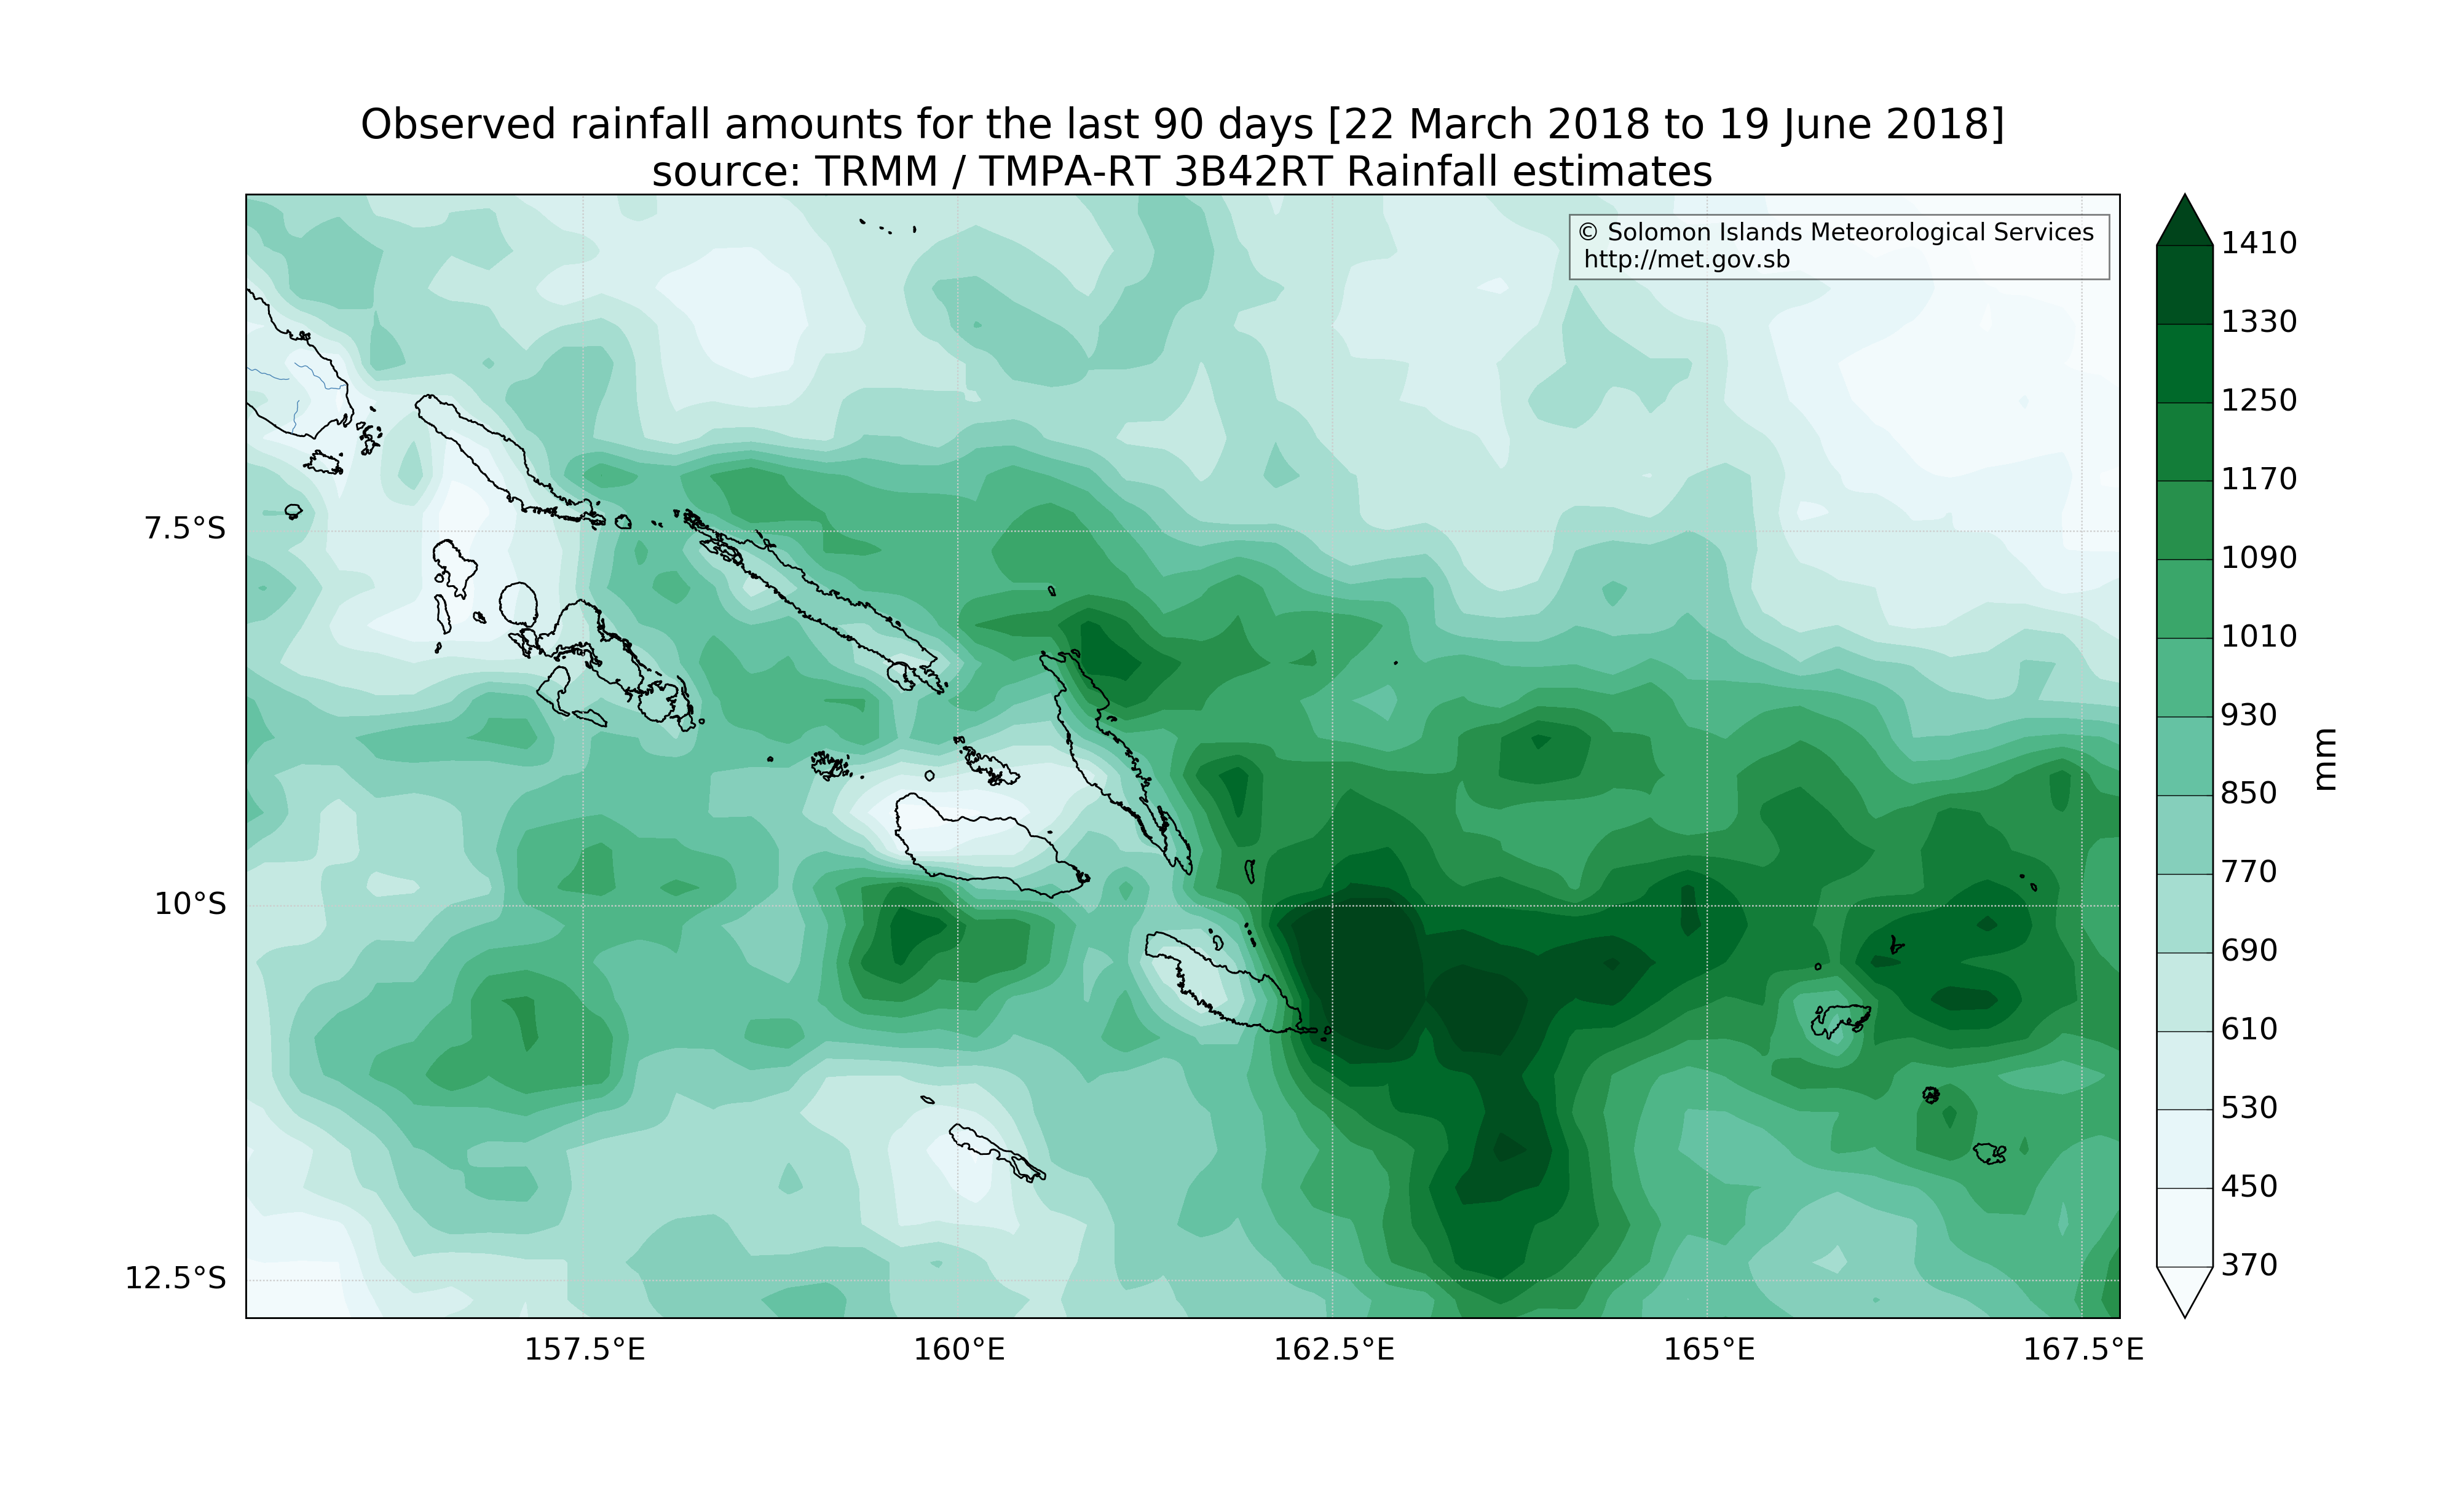 Observed rainfall amounts for the last 90 days [22 March 2018 to 19 June 2018]
source: TRMM / TMPA-RT 3B42RT Rainfall estimates
© Solomon Islands Meteorological Services
http://met.gov.sb
7.5°S
10°S
12.5°S
157.5°E
160°E
162.5°E
165°E
167.5°E
1410
1330
1250
1170
1090
1010
930
850
770
690
610
530
450
370
mm